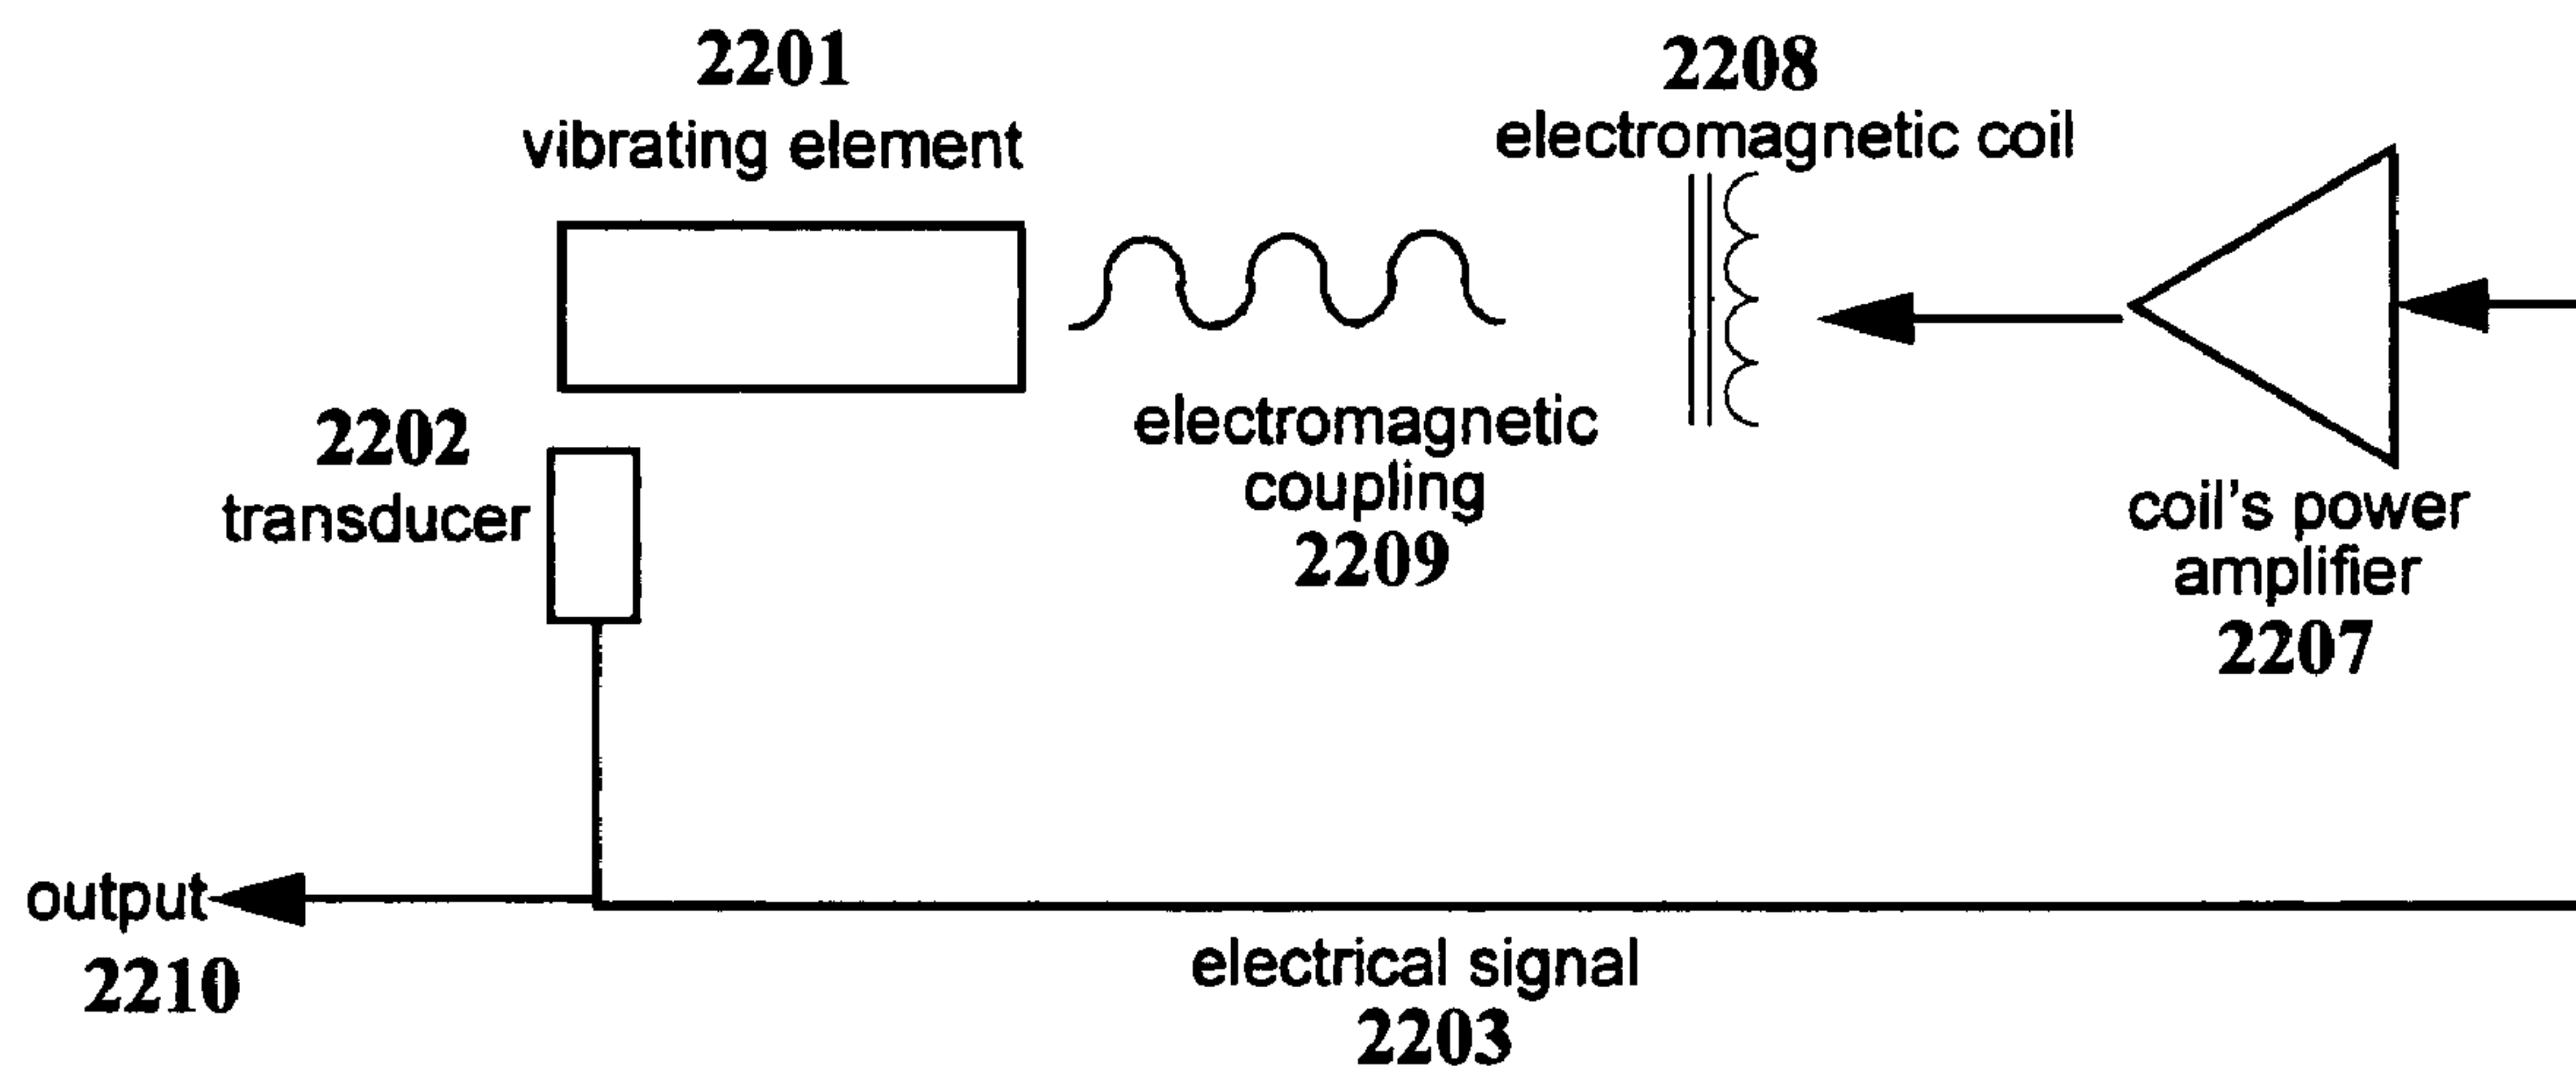 2201
vibrating element
2208
electromagnetic coil
2202
transducer
electromagnetic
coupling
2209
coil's power
amplifier
2207
output
2210
electrical signal
2203